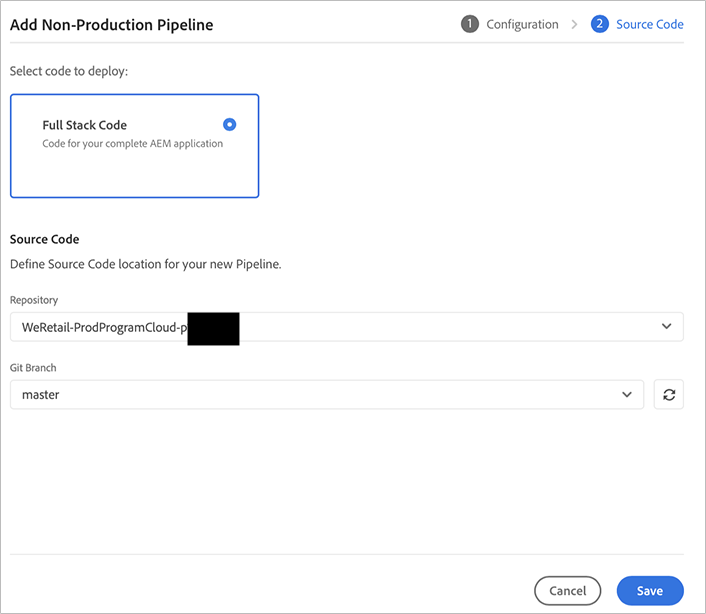 Add Non-Production Pipeline
1 Configuration > 2 Source Code
Select code to deploy:
Full Stack Code
Code for your complete AEM application
Source Code
Define Source Code location for your new Pipeline.
Repository
WeRetail-ProdProgramCloud-p
Git Branch
master
Cancel Save